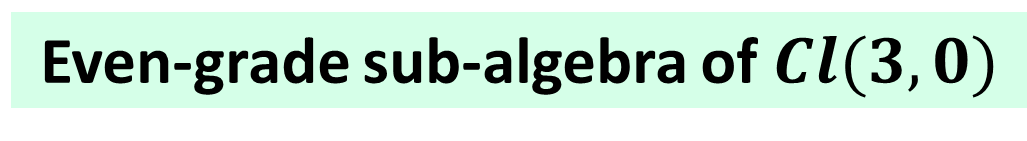 Even-grade sub-algebra of 𝑪𝒍(𝟑, 𝟎)